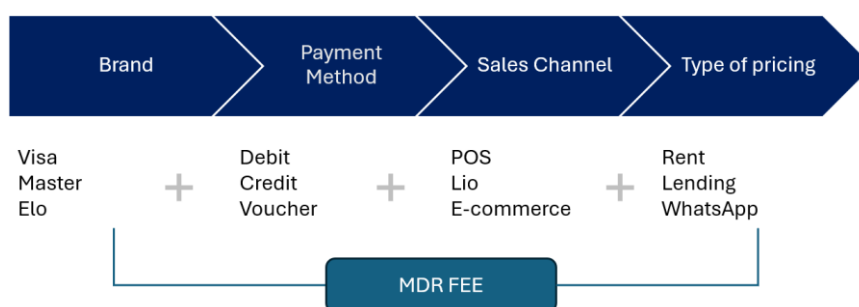 Brand
Payment
Method
Sales Channel
Type of pricing
Visa
Master
Elo
+
Debit
Credit
Voucher
+
POS
Lio
E-commerce
+
Rent
Lending
WhatsApp
MDR FEE